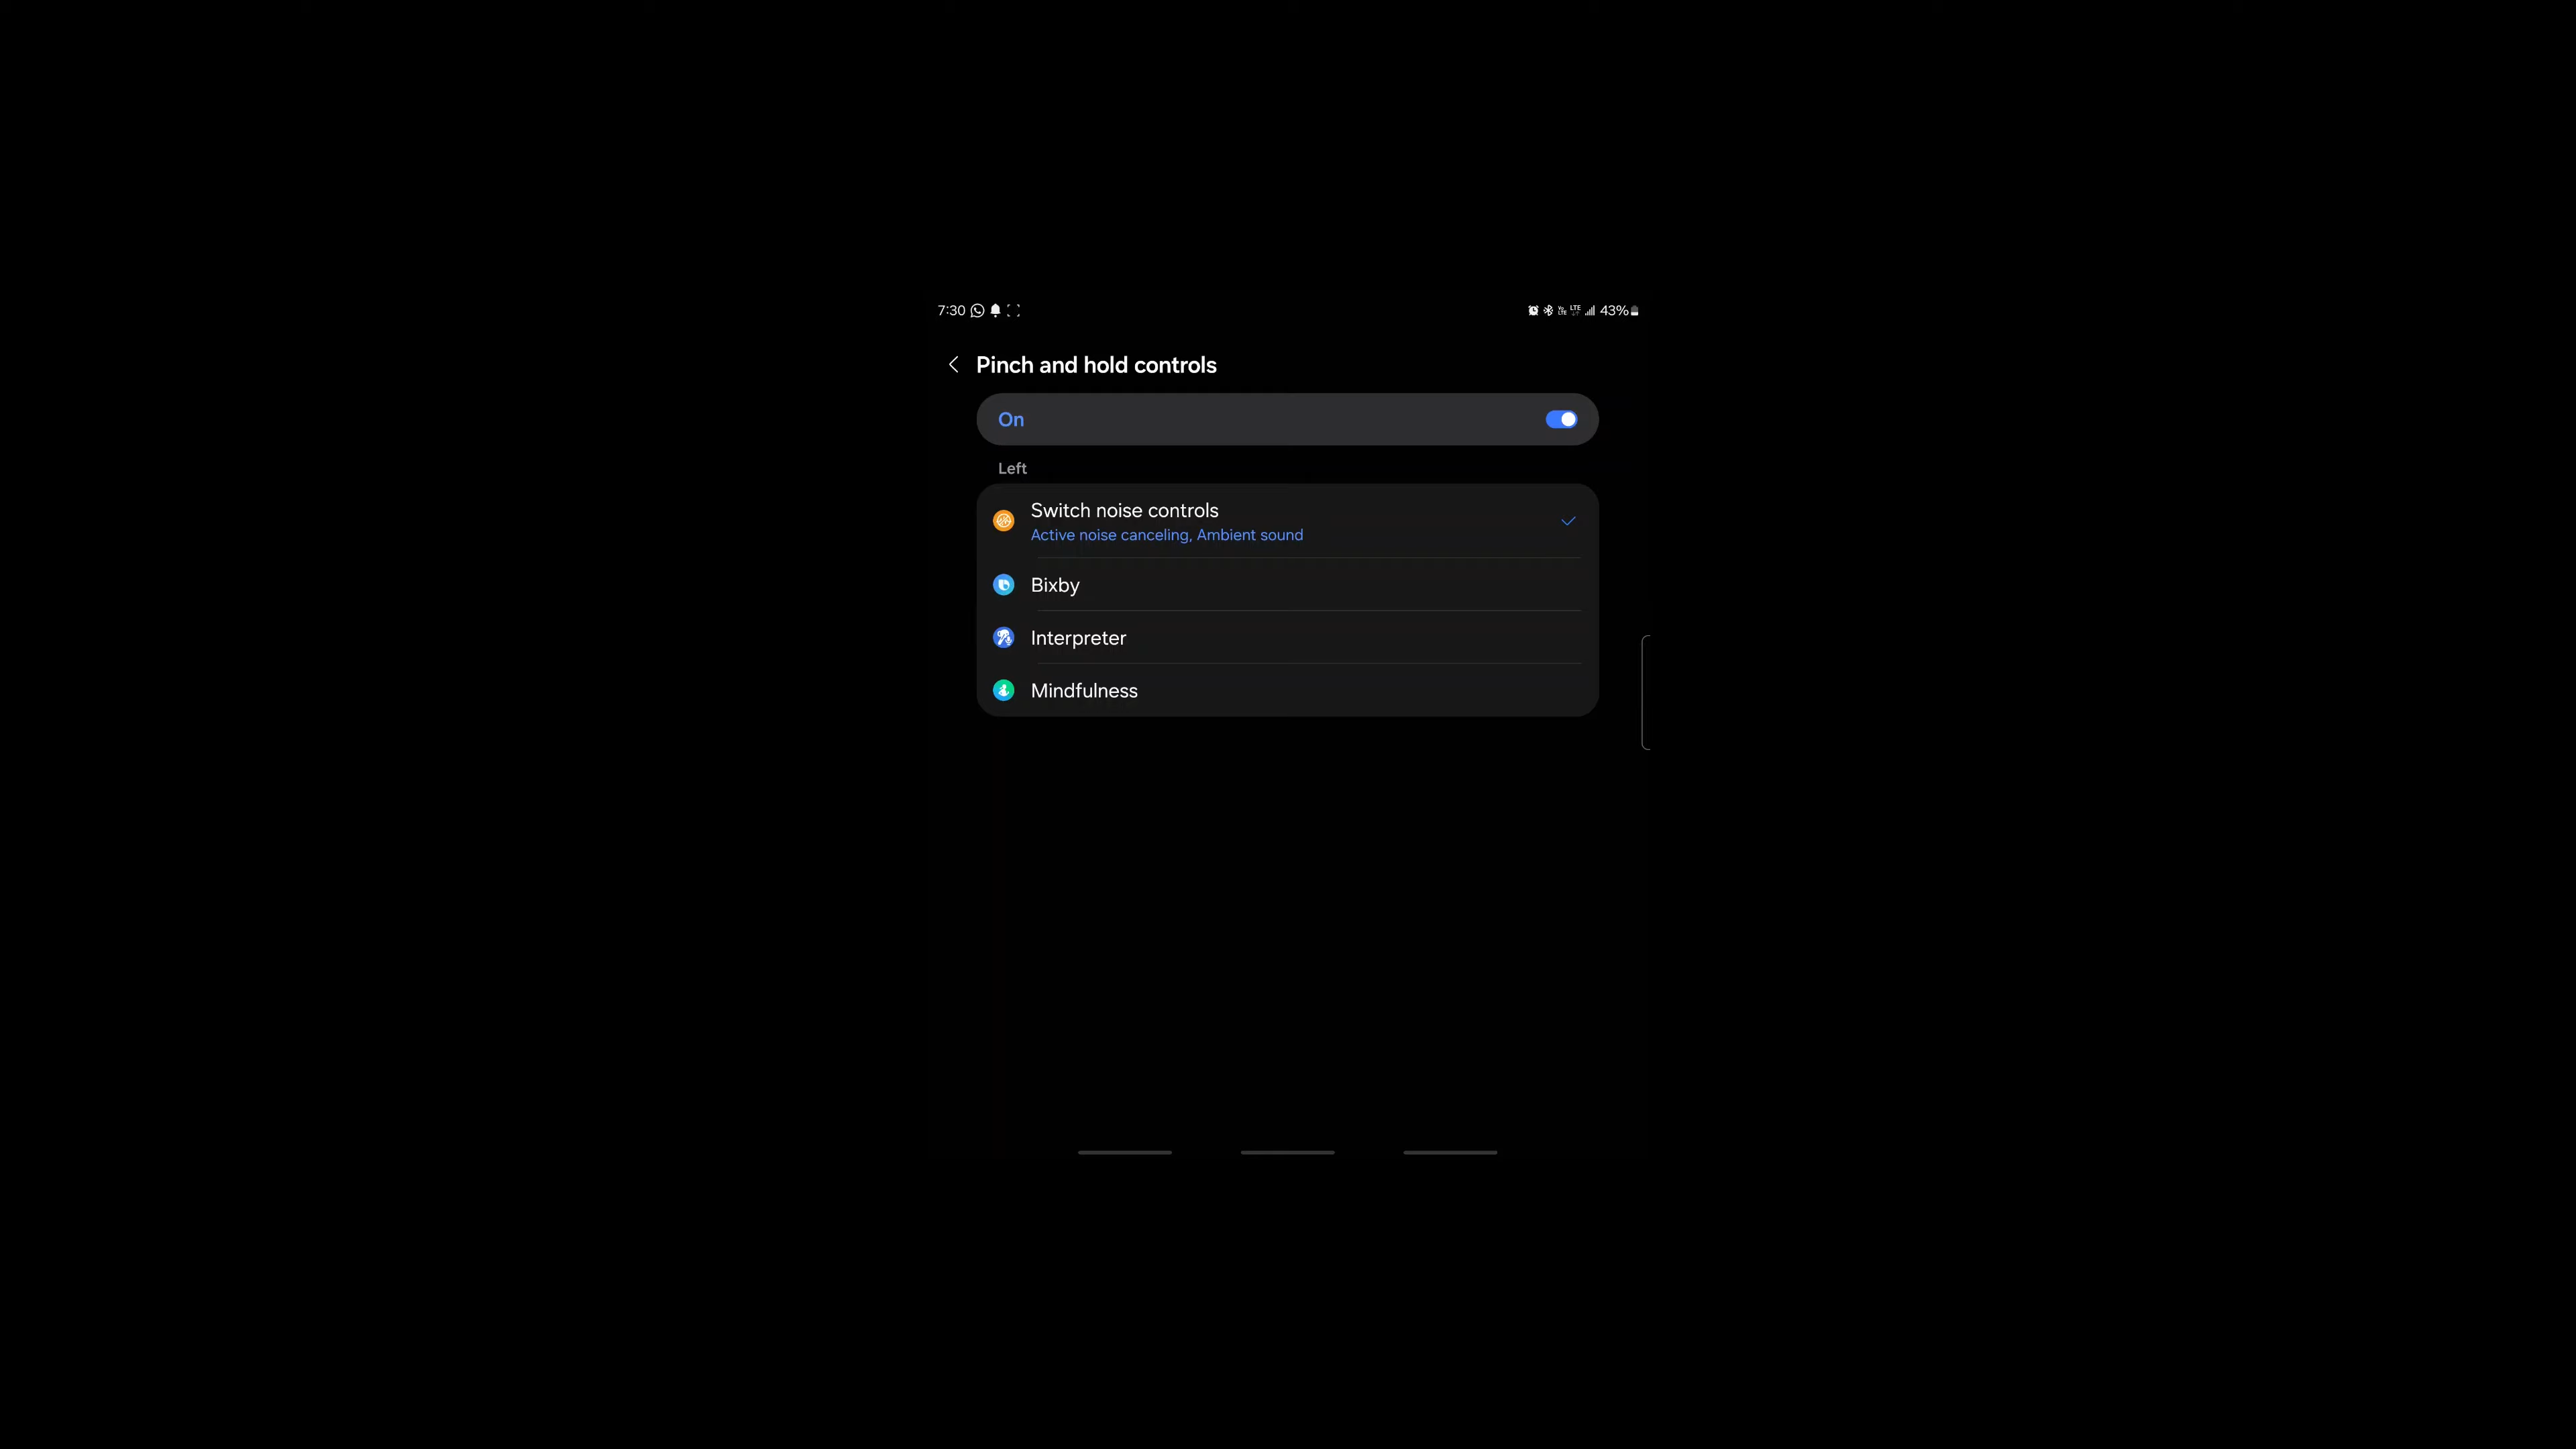 7:30
LTE 43%
Pinch and hold controls
On
Left
Switch noise controls
Active noise canceling, Ambient sound
Bixby
Interpreter
Mindfulness